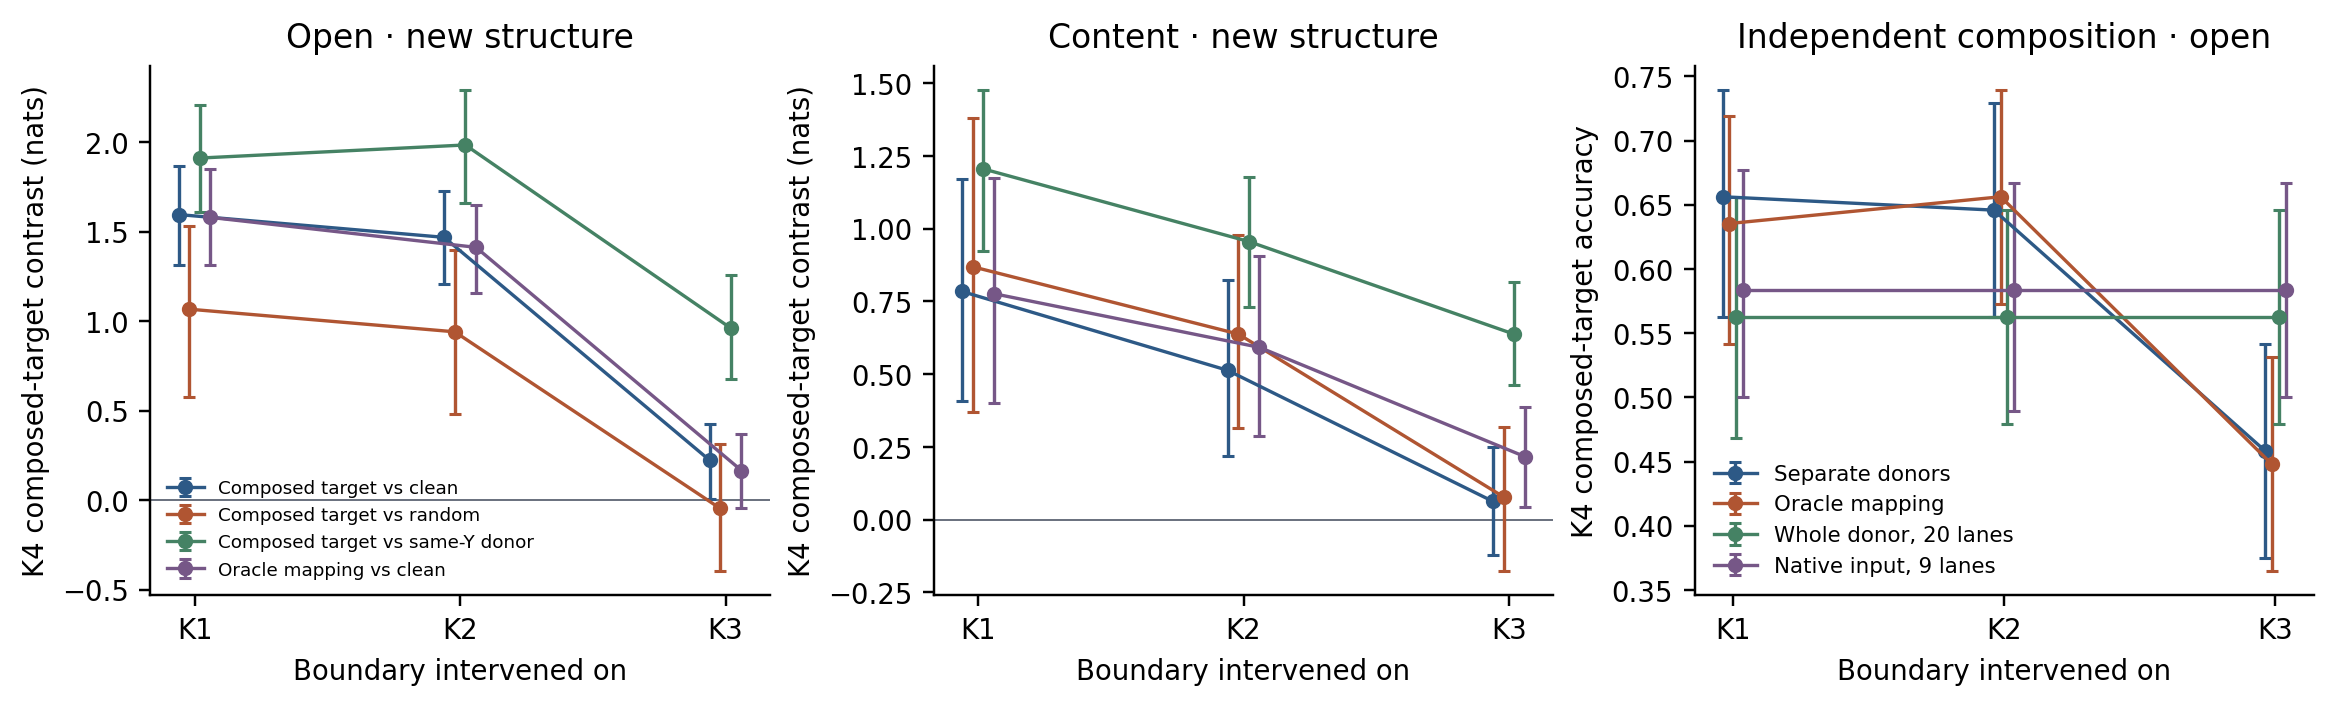 Open · new structure
K4 composed-target contrast (nats)
2.0
1.5
1.0
0.5
0.0
−0.5
Composed target vs clean
Composed target vs random
Composed target vs same-Y donor
Oracle mapping vs clean
K1
K2
K3
Boundary intervened on
Content · new structure
K4 composed-target contrast (nats)
1.50
1.25
1.00
0.75
0.50
0.25
0.00
−0.25
K1
K2
K3
Boundary intervened on
Independent composition · open
K4 composed-target accuracy
0.75
0.70
0.65
0.60
0.55
0.50
0.45
0.40
0.35
Separate donors
Oracle mapping
Whole donor, 20 lanes
Native input, 9 lanes
K1
K2
K3
Boundary intervened on